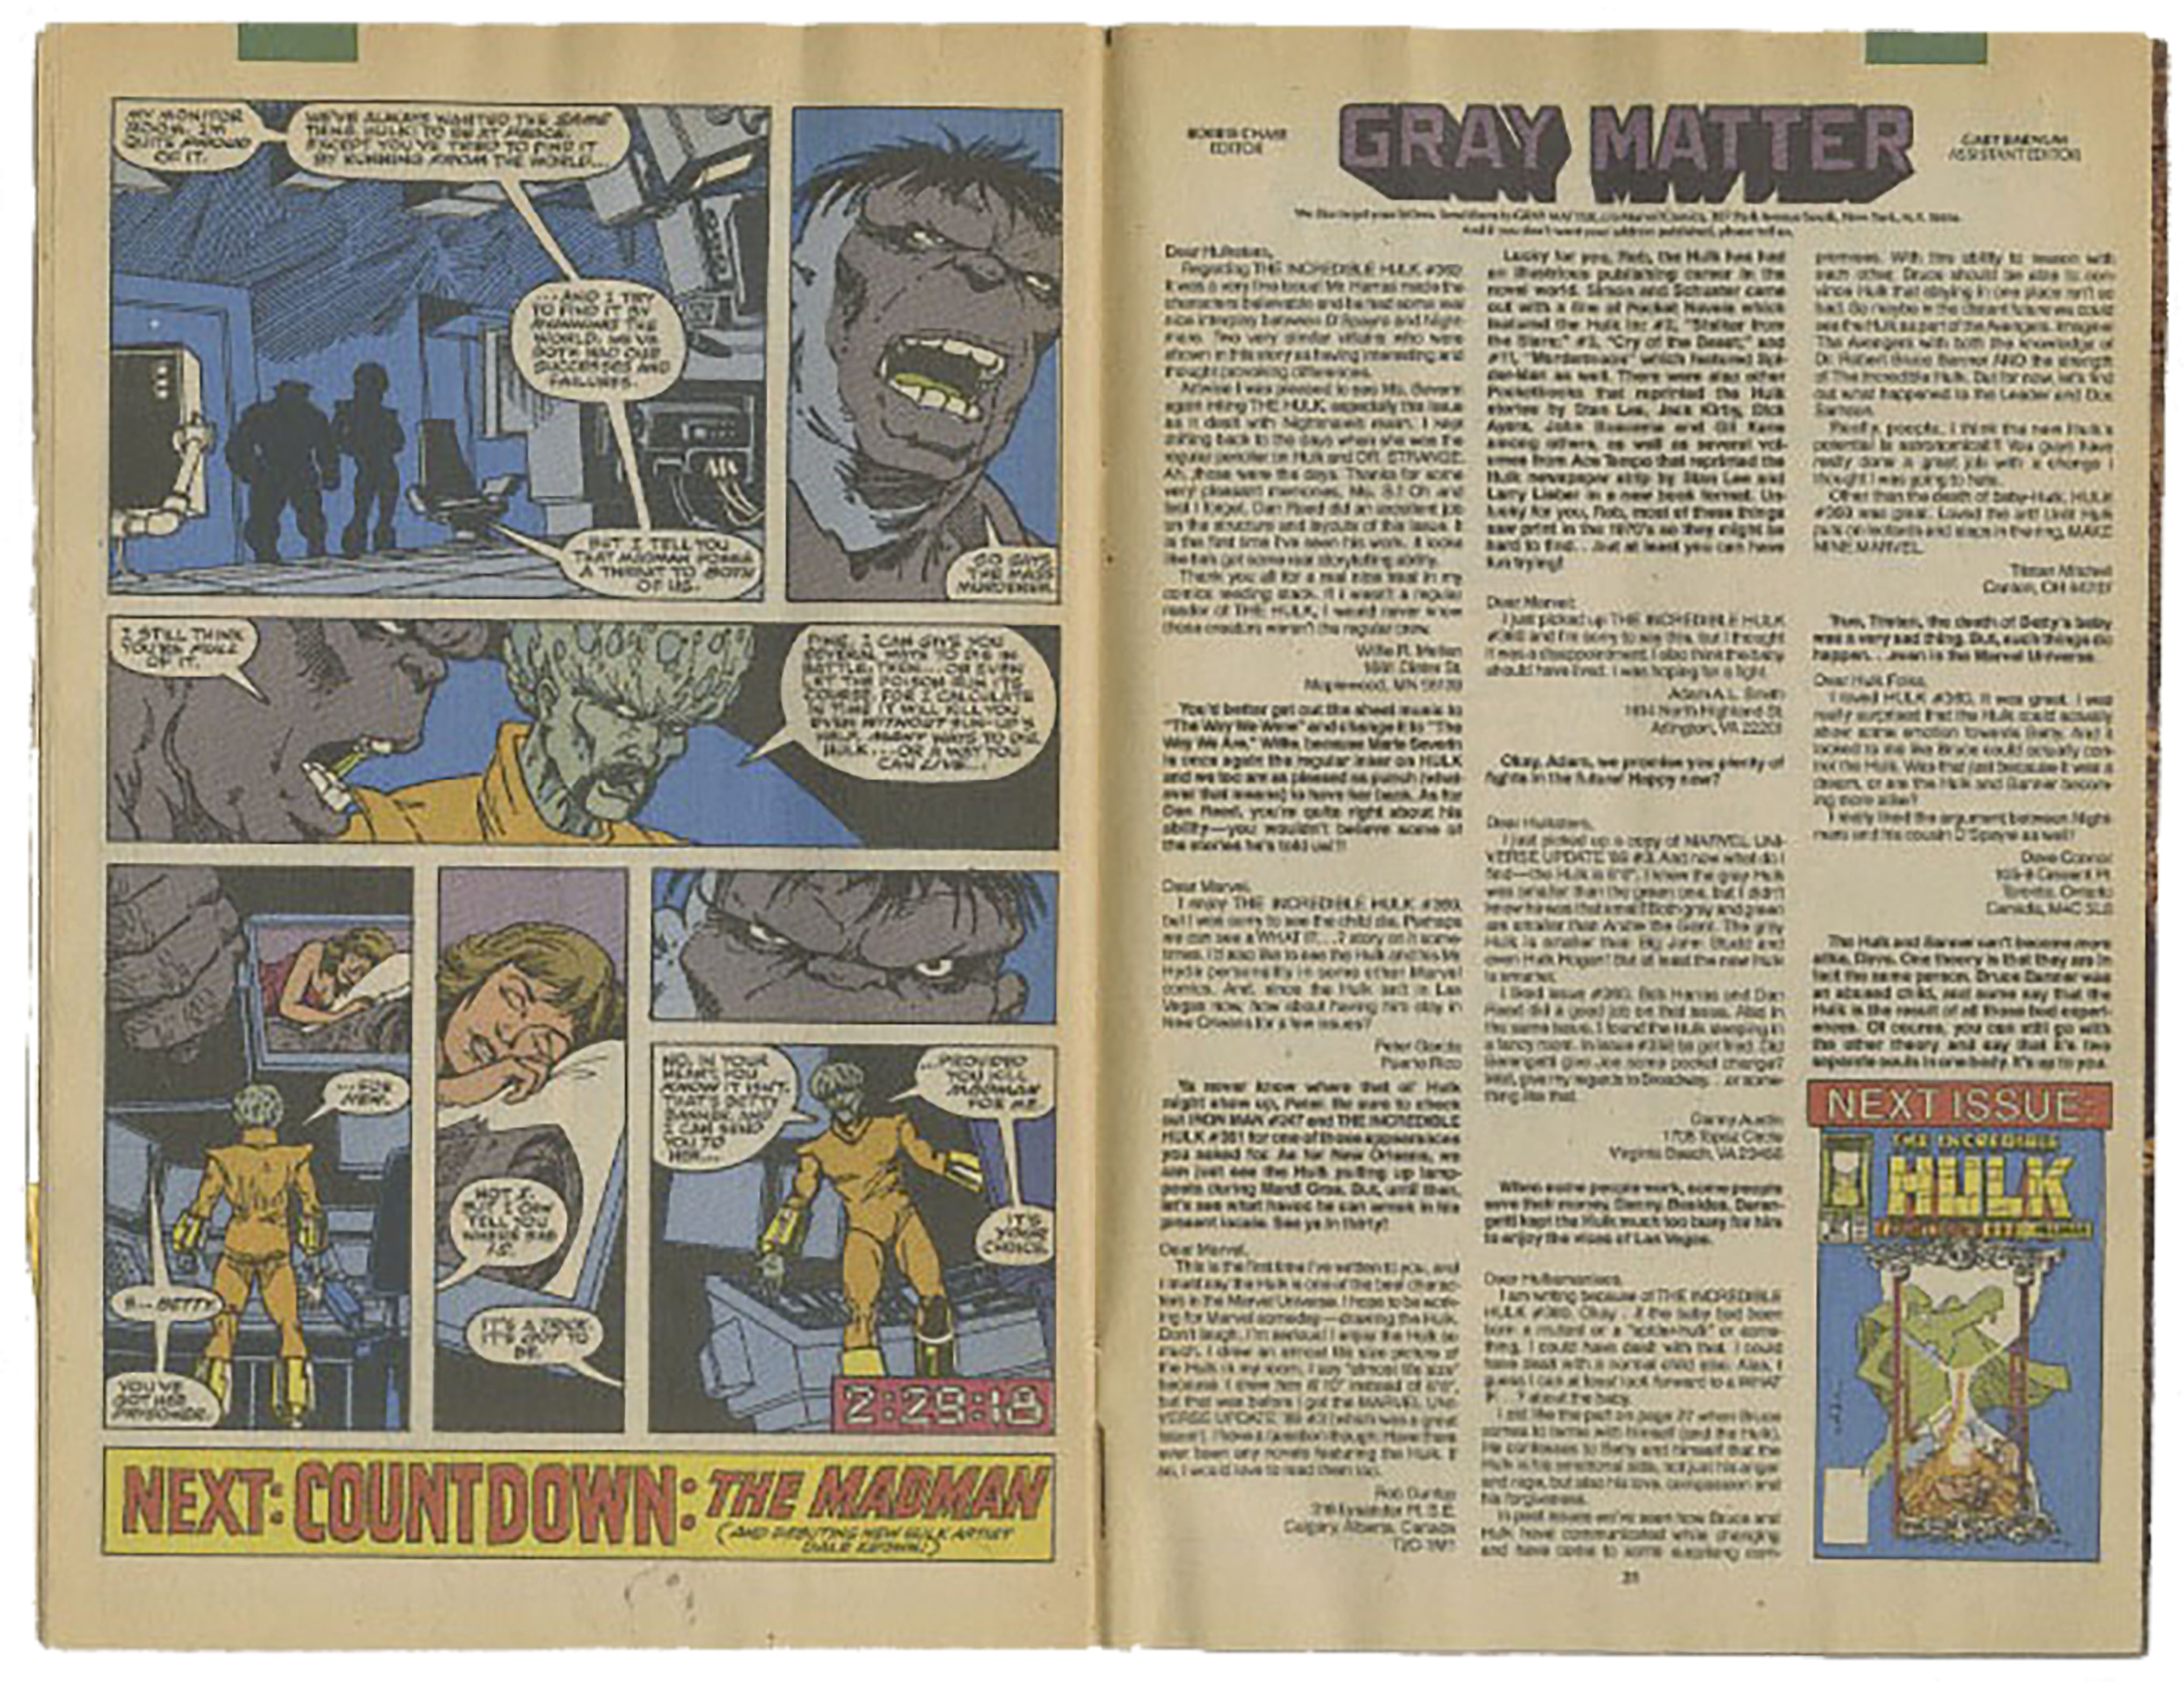 MY MONITOR
ROOM. I'M
QUITE PROUD
OF IT.
WE'VE ALWAYS WANTED THE SAME
THING, HULK: TO BE AT PEACE.
EXCEPT YOU'VE TRIED TO FIND IT
BY RUNNING FROM THE WORLD...
...AND I TRY
TO FIND IT BY
RUNNING THE
WORLD. WE'VE
BOTH HAD OUR
SUCCESSES AND
FAILURES.
BUT I TELL YOU
THAT MADMAN POSES
A THREAT TO BOTH
OF US.
SO SAYS
THE MASS
MURDERER.
I STILL THINK
YOU'RE FULL
OF IT.
FINE. I CAN GIVE YOU
SEVERAL WAYS TO DIE IN
BATTLE, THEN... OR EVEN
LET THE POISON RUN ITS
COURSE, FOR I CALCULATE
IN TIME IT WILL KILL YOU
EVEN WITHOUT SUN-UP'S
HELP. MANY WAYS TO DIE,
HULK... OR A WAY YOU
CAN LIVE...
...FOR
HER.
B... BETTY.
YOU'VE
GOT HER
PRISONER.
NOT I.
BUT I CAN
TELL YOU
WHERE SHE
IS.
IT'S A TRICK.
IT'S GOT TO
BE.
NO. IN YOUR
HEART, YOU
KNOW IT ISN'T.
THAT'S BETTY
BANNER, AND
I CAN SEND
YOU TO
HER...
...PROVIDED
YOU KILL
MADMAN
FOR ME.
IT'S
YOUR
CHOICE.
2:29:18
NEXT: COUNTDOWN: THE MADMAN
(AND DEBUTING NEW HULK ARTIST
DALE KEOWN!)
BOBBIE CHASE
EDITOR
GRAY MATTER
ASSISTANT EDITOR
And if you don't want your address published, please tell us.
Dear Hulksters,
Regarding THE INCREDIBLE HULK #360:
It was a very fine issue! Mr. Harras made the
characters believable and he had some real
nice interplay between D'Spayre and Night-
mare. Two very similar villains who were
shown in this story as having interesting and
thought provoking differences.
Artwise I was pleased to see Ms. Severin
again inking THE HULK, especially this issue
as it dealt with Nightmare's realm. I kept
drifting back to the days when she was the
regular penciler on Hulk and DR. STRANGE.
Ah, those were the days. Thanks for some
very pleasant memories, Ms. S.! Oh and
lest I forget, Dan Reed did an excellent job
on the structure and layouts of this issue. It
is the first time I've seen his work. It looks
like he's got some real storytelling ability.
Thank you all for a real nice treat in my
comics reading stack. If I wasn't a regular
reader of THE HULK, I would never know
these creators weren't the regular crew.
Maplewood, MN
You'd better get out the sheet music to
"The Way We Were" and change it to "The
Way We Are," Willie, because Marie Severin
is once again the regular inker on HULK
and we too are as pleased as punch (what-
ever that means) to have her back. As for
Dan Reed, you're quite right about his
ability—you wouldn't believe some of
the stories he's told us!!!
Dear Marvel,
I enjoy THE INCREDIBLE HULK #360,
but I was sorry to see the child die. Perhaps
we can see a WHAT IF...? story on it some-
times. I'd also like to see the Hulk and his Mr.
Hyde personality in some other Marvel
comics. And, since the Hulk isn't in Las
Vegas now, how about having him stay in
New Orleans for a few issues?
Peter Garcia
Puerto Rico
Ya never know where that ol' Hulk
might show up, Peter. Be sure to check
out IRON MAN #247 and THE INCREDIBLE
HULK #361 for one of those appearances
you asked for. As for New Orleans, we
can just see the Hulk pulling up lamp-
posts during Mardi Gras. But, until then,
let's see what havoc he can wreak in his
present locale. See ya in thirty!
Dear Marvel,
This is the first time I've written to you, and
I must say the Hulk is one of the best charac-
ters in the Marvel Universe. I hope to be work-
ing for Marvel someday—drawing the Hulk.
Don't laugh, I'm serious! I enjoy the Hulk so
much, I drew an almost life size picture of
the Hulk in my room. I say "almost life size"
because I drew him instead of
but that was before I got the MARVEL UNI-
VERSE UPDATE '89 #3 (which was a great
issue!). I have a question though: Have there
ever been any novels featuring the Hulk. If
so, I would love to read them too.
Calgary, Alberta, Canada
Lucky for you, Rob, the Hulk has had
an illustrious publishing career in the
novel world. Simon and Schuster came
out with a line of Pocket Novels which
featured the Hulk in: #2, "Stalker from
the Stars;" #3, "Cry of the Beast;" and
#11, "Murdermoon" which featured Spi-
der-Man as well. There were also other
Pocketbooks that reprinted the Hulk
stories by Stan Lee, Jack Kirby, Dick
Ayers, John Buscema and Gil Kane
among others, as well as several vol-
umes from Ace Tempo that reprinted the
Hulk newspaper strip by Stan Lee and
Larry Lieber in a new book format. Un-
lucky for you, Rob, most of these things
saw print in the 1970's so they might be
hard to find... but at least you can have
fun trying!
Dear Marvel;
I just picked up THE INCREDIBLE HULK
#360 and I'm sorry to say this, but I thought
it was a disappointment. I also think the baby
should have lived. I was hoping for a fight.
Adam A.L. Smith
North Highland St.
Arlington, VA 22201
Okay, Adam, we promise you plenty of
fights in the future! Happy now?
Dear Hulksters,
I just picked up a copy of MARVEL UNI-
VERSE UPDATE '89 #3. And now what do I
find—the Hulk is I knew the gray Hulk
was smaller than the green one, but I didn't
know he was that small! Both gray and green
are smaller than Andre the Giant. The gray
Hulk is smaller than Big John Studd and
even Hulk Hogan! But at least the new Hulk
is smarter.
I liked issue #360. Bob Harras and Dan
Reed did a good job on that issue. Also in
the same issue, I found the Hulk sleeping in
a fancy room. In issue he got fired. Did
Berengetti give Joe some pocket change?
Well, give my regards to Broadway... or some-
thing like that.
Danny Austin
1708 Topaz Circle
Virginia Beach, VA
When some people work, some people
save their money, Danny. Besides, Beren-
getti kept the Hulk much too busy for him
to enjoy the vices of Las Vegas.
Dear Hulkamaniacs,
I am writing because of THE INCREDIBLE
HULK #360. Okay... if the baby had been
born a mutant or a or some-
thing, I could have dealt with that. I could
have dealt with a normal child also. Alas, I
guess I can at least look forward to a WHAT
IF...? about the baby.
I did like the part on page 27 when Bruce
comes to terms with himself (and the Hulk).
He confesses to Betty and himself that the
Hulk is his emotional side, not just his anger
and rage, but also his love, compassion and
his forgiveness.
In past issues we've seen how Bruce and
Hulk have communicated while changing
and have come to some surprising com-
promises. With this ability to reason with
each other, Bruce should be able to con-
vince Hulk that staying in one place isn't so
bad. So maybe in the distant future we could
see the Hulk as part of the Avengers. Imagine:
The Avengers with both the knowledge of
Dr. Robert Bruce Banner AND the strength
of The Incredible Hulk. But for now, let's find
out what happened to the Leader and Doc
Samson.
Really, people, I think the new Hulk's
potential is astronomical!! You guys have
really done a great job with a change I
thought I was going to hate.
Other than the death of baby-Hulk, HULK
#360 was great. Loved the art! Until Hulk
puts on leotards and steps in the ring, MAKE
MINE MARVEL.
Tristan Mitchell
Canton, OH
True, Tristan, the death of Betty's baby
was a very sad thing. But, such things do
happen... even in the Marvel Universe.
Dear Hulk Folks,
I loved HULK #360. It was great. I was
really surprised that the Hulk could actually
show some emotion towards Betty. And it
looked to me like Bruce could actually con-
trol the Hulk. Was that just because it was a
dream, or are the Hulk and Banner becom-
ing more alike?
I really liked the argument between Night-
mare and his cousin D'Spayre as well!
Dave Connor
Toronto, Ontario
Canada,
The Hulk and Banner can't become more
alike, Dave. One theory is that they are in
fact the same person. Bruce Banner was
an abused child, and some say that the
Hulk is the result of all those bad experi-
ences. Of course, you can still go with
the other theory and say that it's two
separate souls in one body. It's up to you.
NEXT ISSUE:
THE INCREDIBLE
HULK
31